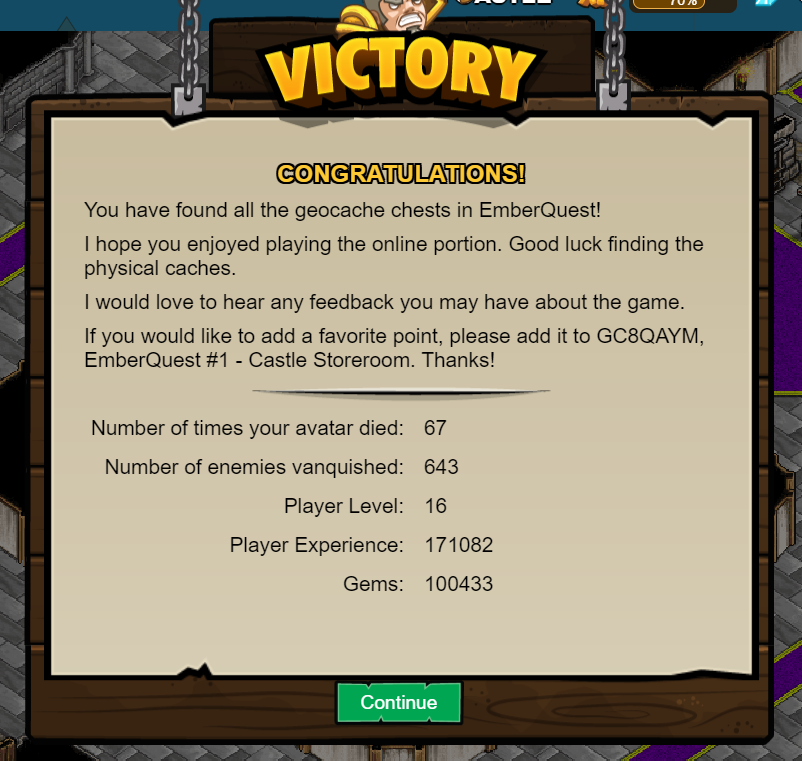 70%
VICTORY
CONGRATULATIONS!
You have found all the geocache chests in EmberQuest!
I hope you enjoyed playing the online portion. Good luck finding the
physical caches.
I would love to hear any feedback you may have about the game.
If you would like to add a favorite point, please add it to GC8QAYM,
EmberQuest #1 - Castle Storeroom. Thanks!
Number of times your avatar died: 67
Number of enemies vanquished: 643
Player Level: 16
Player Experience: 171082
Gems: 100433
Continue